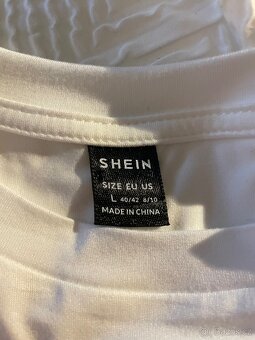 SHEIN
SIZE EU US
L 40/42 8/10
MADE IN CHINA